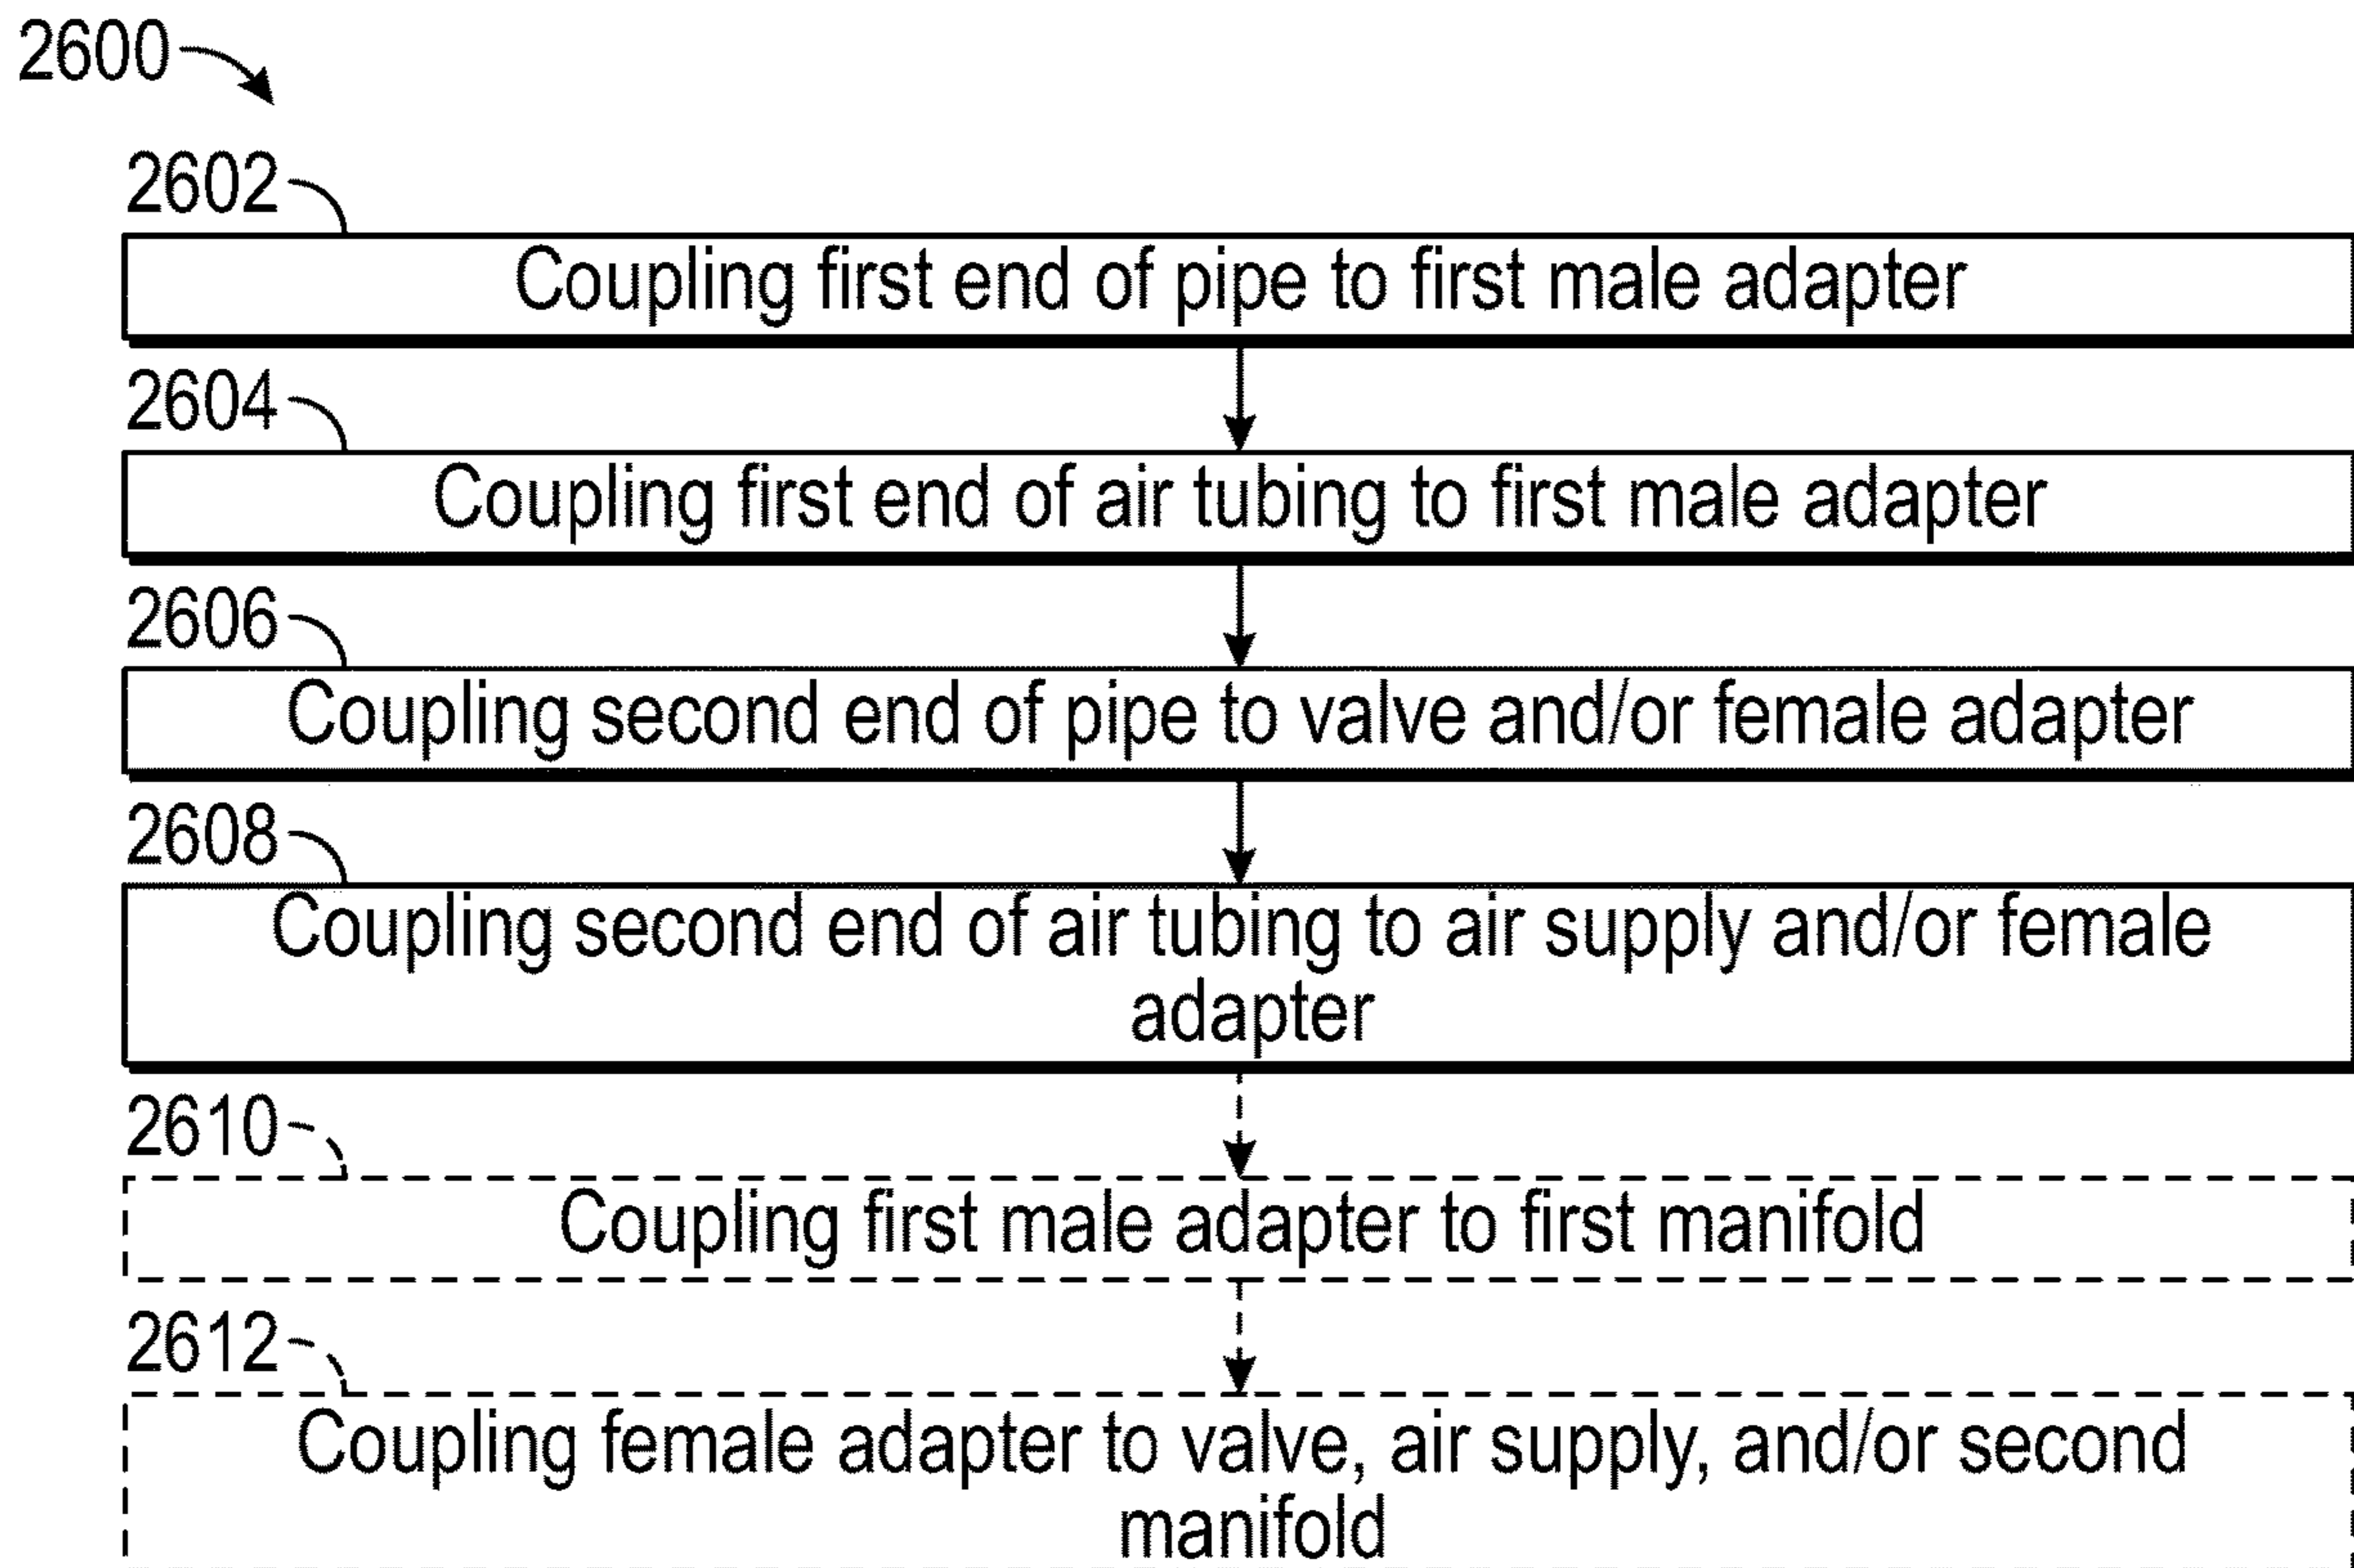 2600
2602
Coupling first end of pipe to first male adapter
2604
Coupling first end of air tubing to first male adapter
2606
Coupling second end of pipe to valve and/or female adapter
2608
Coupling second end of air tubing to air supply and/or female
adapter
2610
Coupling first male adapter to first manifold
2612
Coupling female adapter to valve, air supply, and/or second
manifold